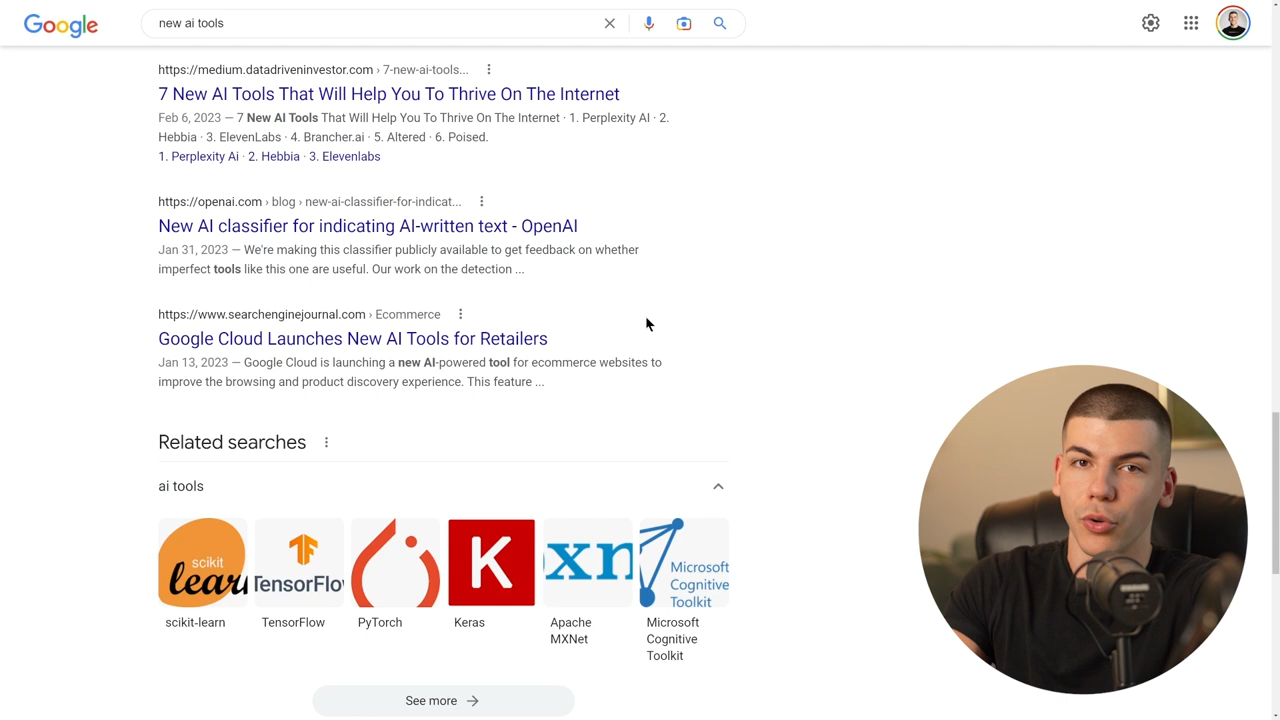 Google
new ai tools
https://medium.datadriveninvestor.com › 7-new-ai-tools...
7 New AI Tools That Will Help You To Thrive On The Internet
Feb 6, 2023 — 7 New AI Tools That Will Help You To Thrive On The Internet · 1. Perplexity AI · 2.
Hebbia · 3. ElevenLabs · 4. Brancher.ai · 5. Altered · 6. Poised.
1. Perplexity Ai · 2. Hebbia · 3. Elevenlabs
https://openai.com › blog › new-ai-classifier-for-indicat...
New AI classifier for indicating AI-written text - OpenAI
Jan 31, 2023 — We're making this classifier publicly available to get feedback on whether
imperfect tools like this one are useful. Our work on the detection ...
https://www.searchenginejournal.com › Ecommerce
Google Cloud Launches New AI Tools for Retailers
Jan 13, 2023 — Google Cloud is launching a new AI-powered tool for ecommerce websites to
improve the browsing and product discovery experience. This feature ...
Related searches
ai tools
scikit
learn
TensorFlo
K
xn
Microsoft
Cognitive
Toolkit
scikit-learn
TensorFlow
PyTorch
Keras
Apache
MXNet
Microsoft
Cognitive
Toolkit
See more